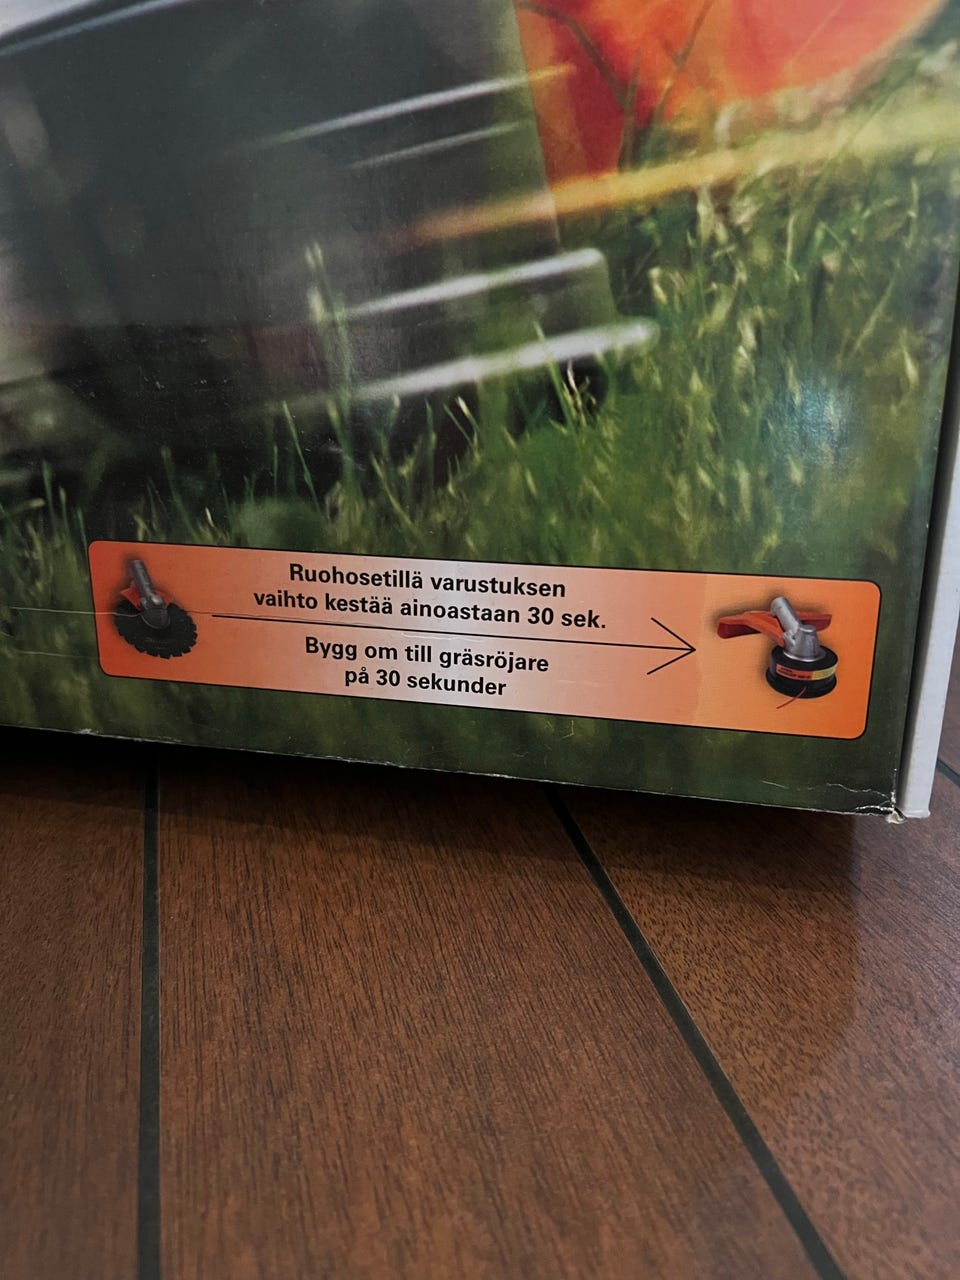 Ruohosetillä varustuksen
vaihto kestää ainoastaan 30 sek.
Bygg om till gräsröjare
på 30 sekunder